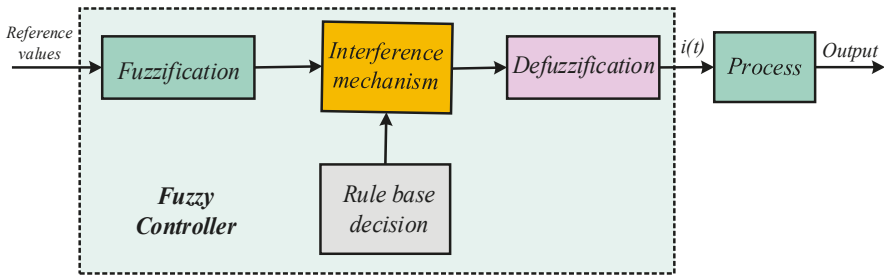 Reference
values
Fuzzification
Interference
mechanism
Defuzzification
i(t)
Process
Output
Rule base
decision
Fuzzy
Controller